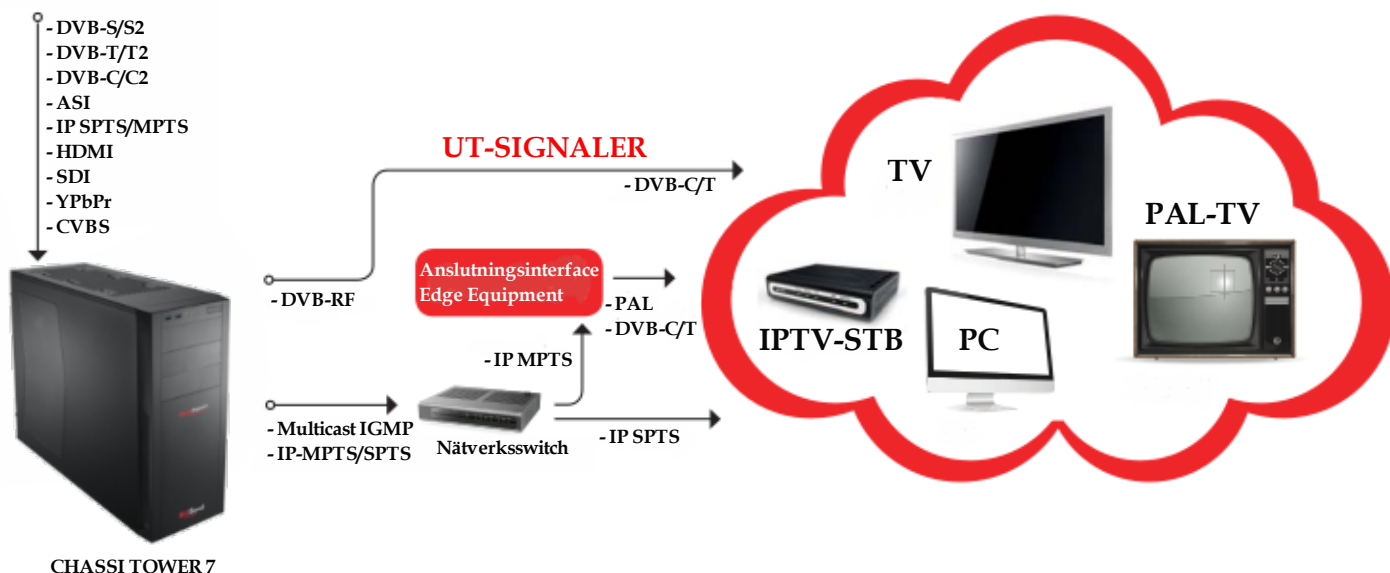 - DVB-S/S2
- DVB-T/T2
- DVB-C/C2
- ASI
- IP SPTS/MPTS
- HDMI
- SDI
- YPbPr
- CVBS
UT-SIGNALER
- DVB-C/T
- DVB-RF
Anslutningsinterface
Edge Equipment
- PAL
- DVB-C/T
- IP MPTS
- Multicast IGMP
- IP-MPTS/SPTS
Nätverksswitch
- IP SPTS
TV
PAL-TV
IPTV-STB
PC
CHASSI TOWER 7